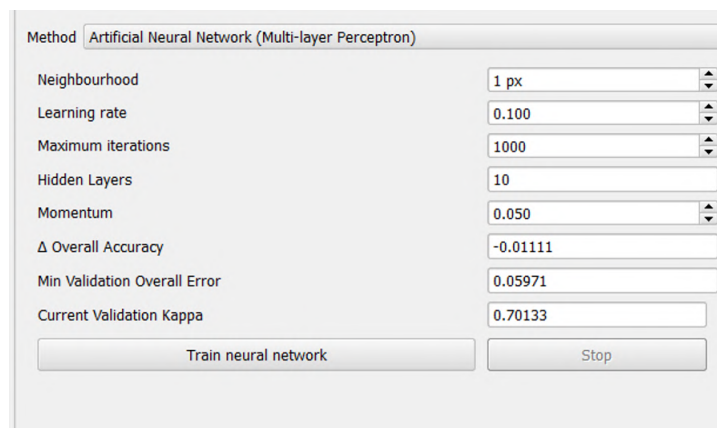 Method Artificial Neural Network (Multi-layer Perceptron)
Neighbourhood 1 px
Learning rate 0.100
Maximum iterations 1000
Hidden Layers 10
Momentum 0.050
Δ Overall Accuracy -0.01111
Min Validation Overall Error 0.05971
Current Validation Kappa 0.70133
Train neural network Stop